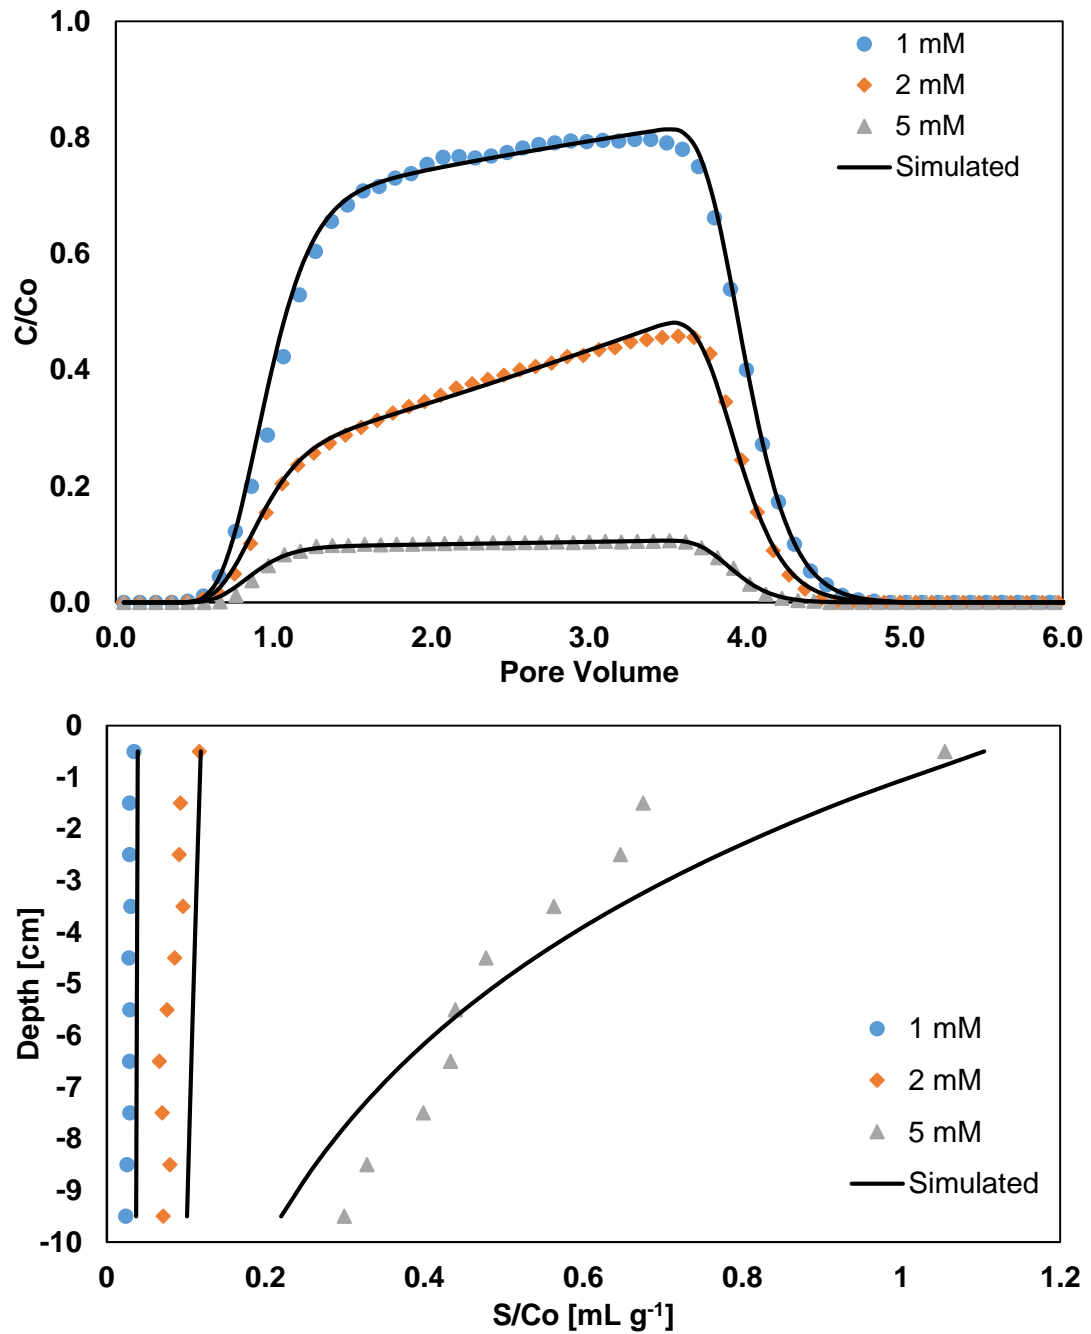 1.0
1 mM
2 mM
5 mM
Simulated
0.8
0.6
0.4
0.2
0.0
C/Co
0.0 1.0 2.0 3.0 4.0 5.0 6.0
Pore Volume
0
-1
-2
-3
-4
-5
-6
-7
-8
-9
-10
Depth [cm]
1 mM
2 mM
5 mM
Simulated
0 0.2 0.4 0.6 0.8 1 1.2
S/Co [mL g⁻¹]